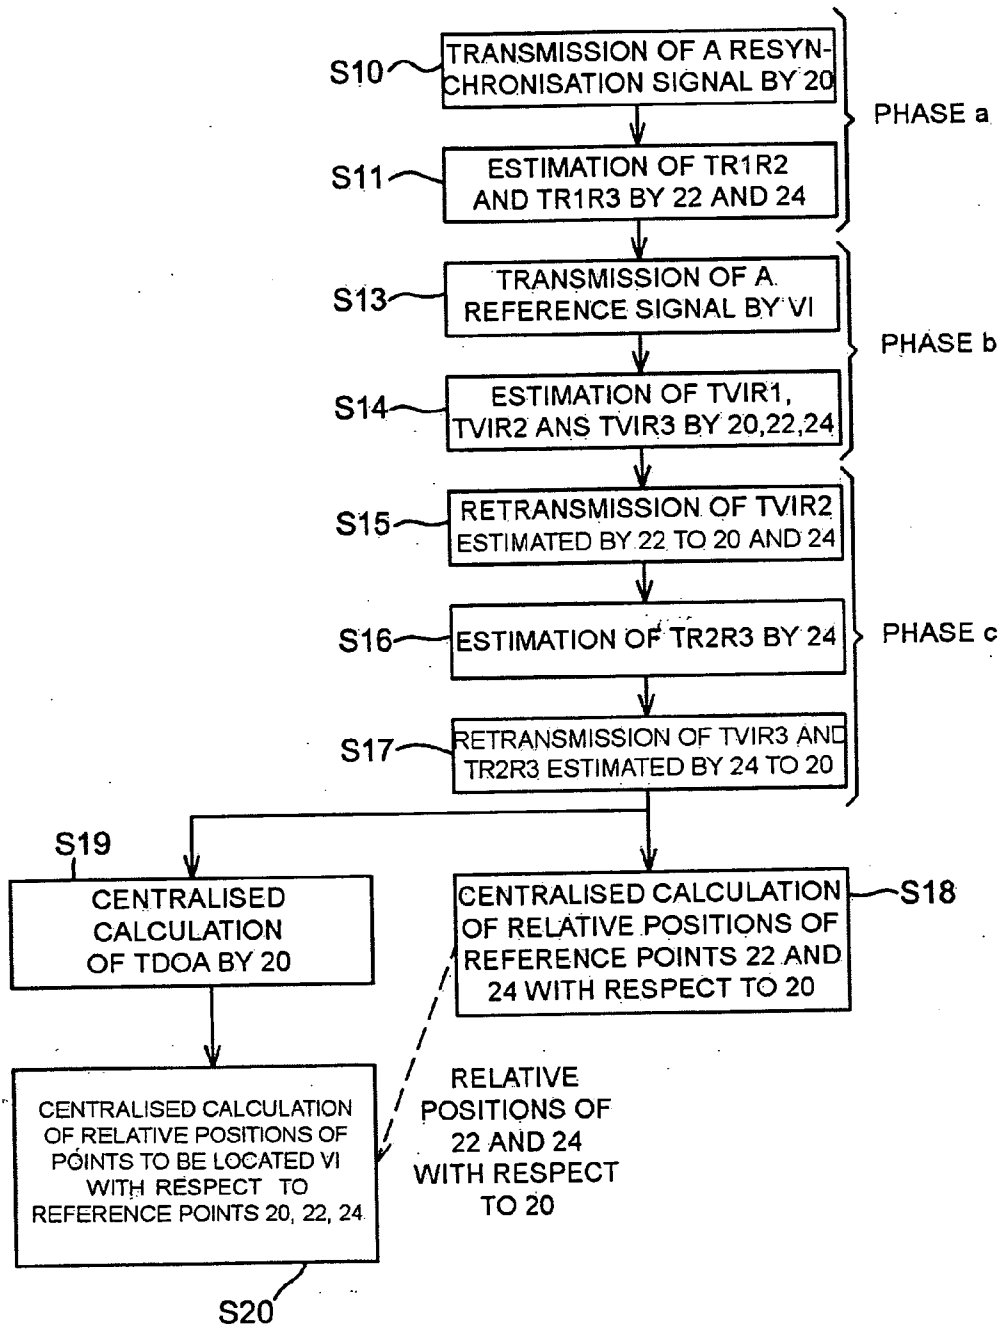 S10
TRANSMISSION OF A RESYN-
CHRONISATION SIGNAL BY 20
PHASE a
S11
ESTIMATION OF TR1R2
AND TR1R3 BY 22 AND 24
S13
TRANSMISSION OF A
REFERENCE SIGNAL BY VI
PHASE b
S14
ESTIMATION OF TVIR1,
TVIR2 ANS TVIR3 BY 20,22,24
S15
RETRANSMISSION OF TVIR2
ESTIMATED BY 22 TO 20 AND 24
S16
ESTIMATION OF TR2R3 BY 24
PHASE c
S17
RETRANSMISSION OF TVIR3 AND
TR2R3 ESTIMATED BY 24 TO 20
S19
CENTRALISED
CALCULATION
OF TDOA BY 20
S18
CENTRALISED CALCULATION
OF RELATIVE POSITIONS OF
REFERENCE POINTS 22 AND
24 WITH RESPECT TO 20
RELATIVE
POSITIONS OF
22 AND 24
WITH RESPECT
TO 20
CENTRALISED CALCULATION
OF RELATIVE POSITIONS OF
POINTS TO BE LOCATED VI
WITH RESPECT TO
REFERENCE POINTS 20, 22, 24
S20